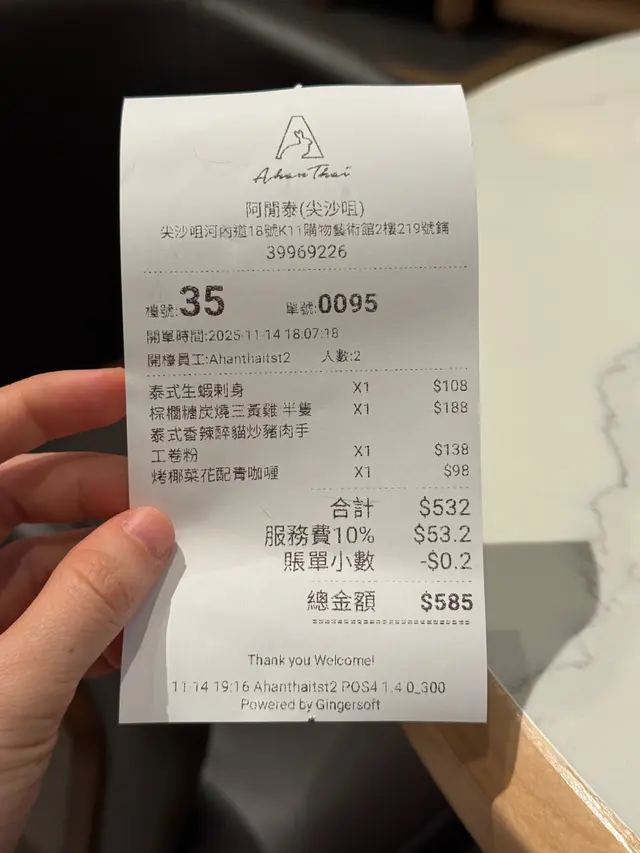 Ahan Thai
阿閒泰(尖沙咀)
尖沙咀河內道18號K11購物藝術館2樓219號鋪
39969226
檯號:35 單號:0095
開單時間:2025-11-14 18:07:18
開檯員工:Ahanthaitst2 人數:2
泰式生蝦刺身 X1 $108
棕櫚糖炭燒三黃雞 半隻 X1 $188
泰式香辣醉貓炒豬肉手
工卷粉 X1 $138
烤椰菜花配青咖喱 X1 $98
合計 $532
服務費10% $53.2
賬單小數 -$0.2
總金額 $585
Thank you Welcome!
11-14 19:16 Ahanthaitst2 POS4 1.4.0_300
Powered by Gingersoft